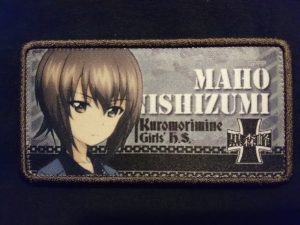 MAHO
NISHIZUMI
Kuromorimine
Girls' H.S.